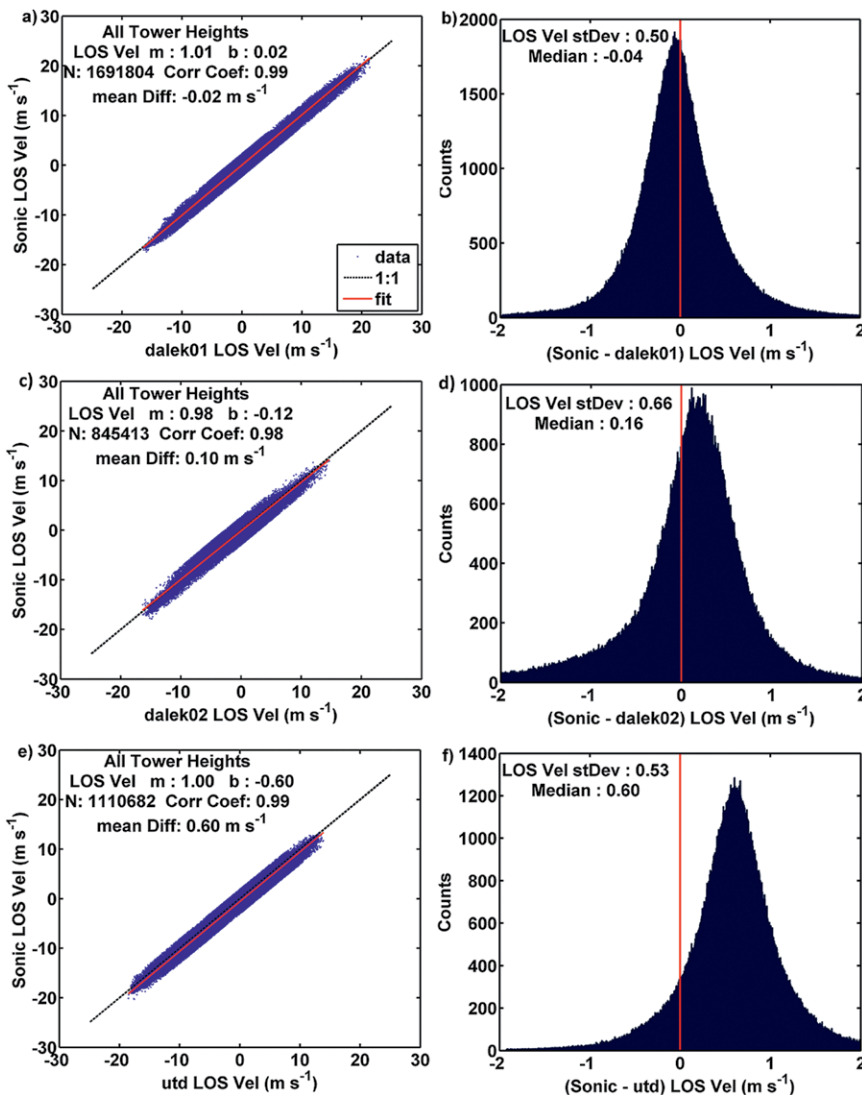 a)
All Tower Heights
LOS Vel m : 1.01 b : 0.02
N: 1691804 Corr Coef: 0.99
mean Diff: -0.02 m s-1
30
20
10
0
-10
-20
-30
Sonic LOS Vel (m s-1)
data
1:1
fit
-30 -20 -10 0 10 20 30
dalek01 LOS Vel (m s-1)
b)
LOS Vel stDev : 0.50
Median : -0.04
2000
1500
1000
500
0
Counts
-2 -1 0 1 2
(Sonic - dalek01) LOS Vel (m s-1)
c)
All Tower Heights
LOS Vel m : 0.98 b : -0.12
N: 845413 Corr Coef: 0.98
mean Diff: 0.10 m s-1
30
20
10
0
-10
-20
-30
Sonic LOS Vel (m s-1)
-30 -20 -10 0 10 20 30
dalek02 LOS Vel (m s-1)
d)
LOS Vel stDev : 0.66
Median : 0.16
1000
800
600
400
200
0
Counts
-2 -1 0 1 2
(Sonic - dalek02) LOS Vel (m s-1)
e)
All Tower Heights
LOS Vel m : 1.00 b : -0.60
N: 1110682 Corr Coef: 0.99
mean Diff: 0.60 m s-1
30
20
10
0
-10
-20
-30
Sonic LOS Vel (m s-1)
-30 -20 -10 0 10 20 30
utd LOS Vel (m s-1)
f)
LOS Vel stDev : 0.53
Median : 0.60
1400
1200
1000
800
600
400
200
0
Counts
-2 -1 0 1 2
(Sonic - utd) LOS Vel (m s-1)